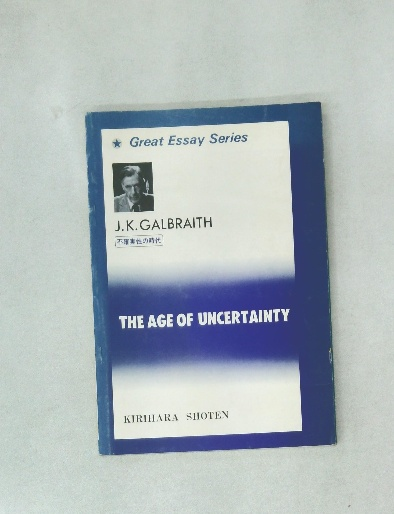 ★ Great Essay Series
J.K.GALBRAITH
不確実性の時代
THE AGE OF UNCERTAINTY
KIRIHARA SHOTEN